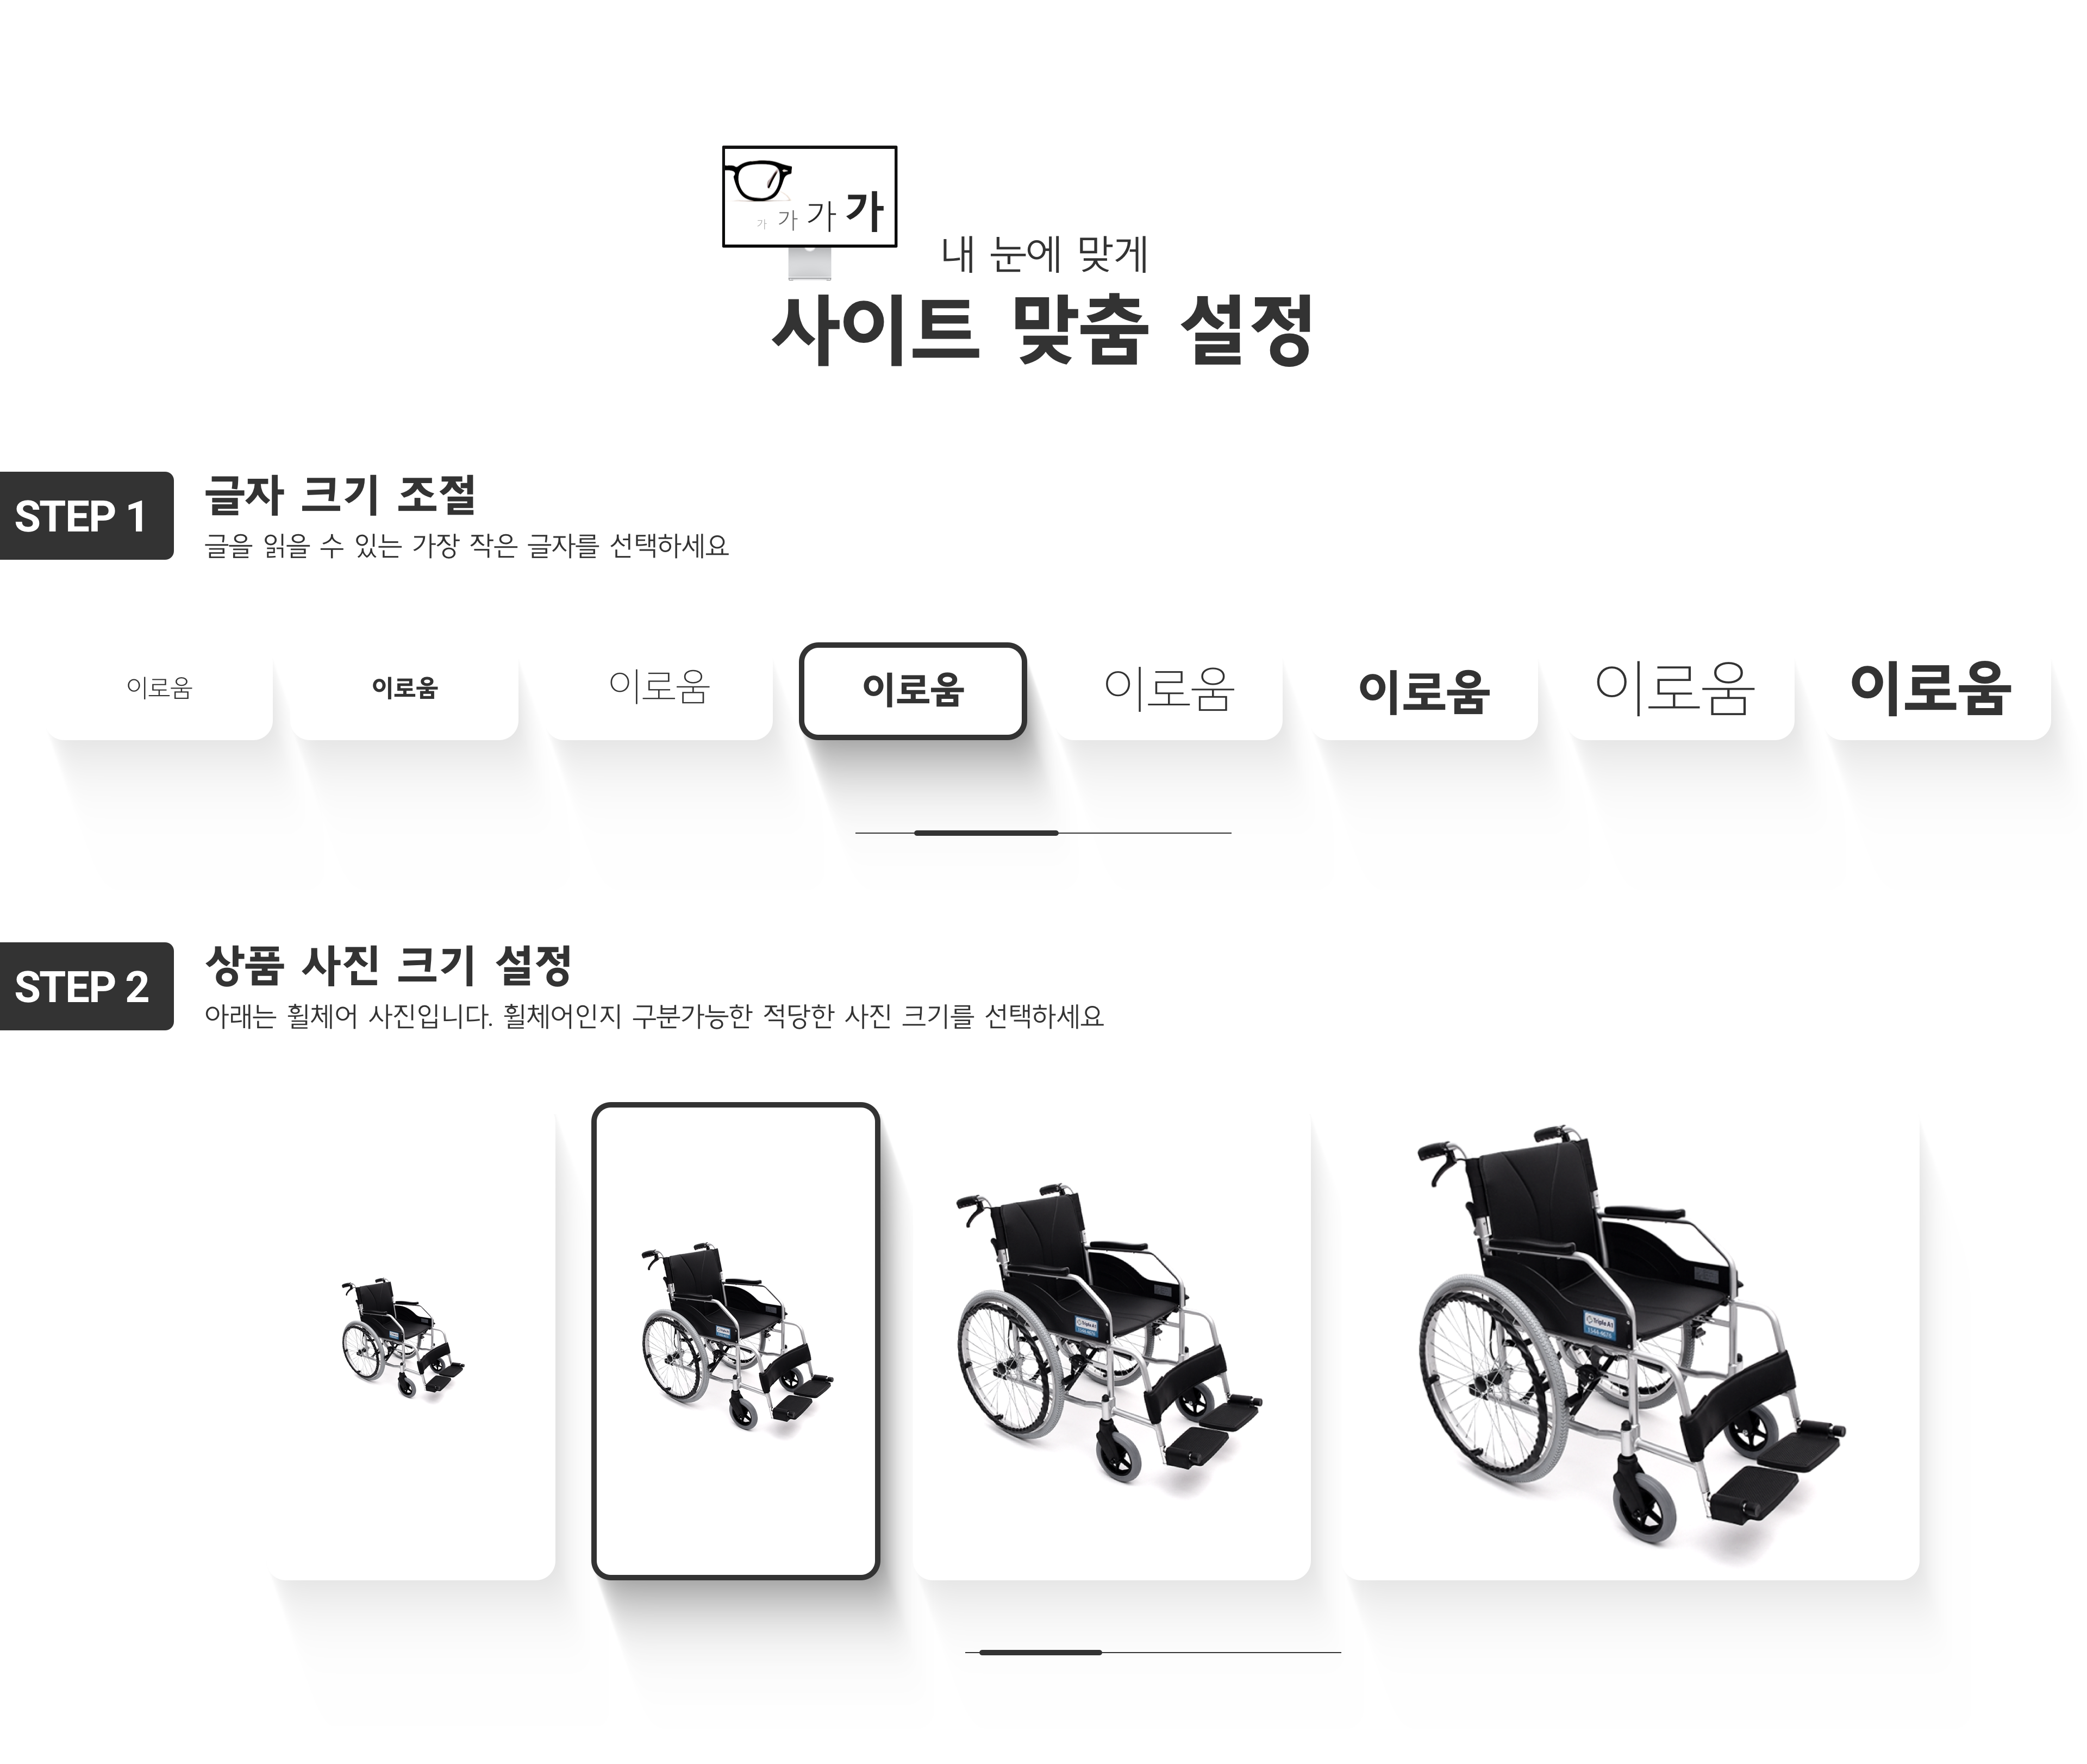 가 가 가 가
내 눈에 맞게
사이트 맞춤 설정
STEP 1
글자 크기 조절
글을 읽을 수 있는 가장 작은 글자를 선택하세요
이로움 이로움 이로움 이로움 이로움 이로움 이로움 이로움
STEP 2
상품 사진 크기 설정
아래는 휠체어 사진입니다. 휠체어인지 구분가능한 적당한 사진 크기를 선택하세요
Triple A1
Triple A1